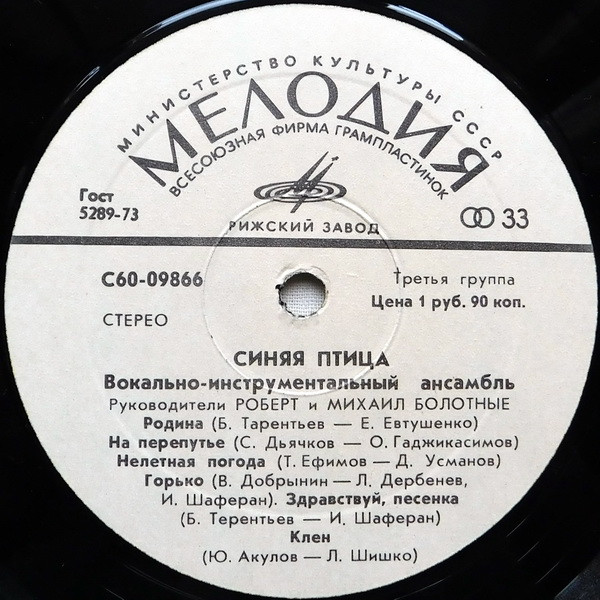 МИНИСТЕРСТВО КУЛЬТУРЫ СССР
МЕЛОДИЯ
ВСЕСОЮЗНАЯ ФИРМА ГРАМПЛАСТИНОК
Гост
5289-73
РИЖСКИЙ ЗАВОД
33
С60-09866
Третья группа
Цена 1 руб. 90 коп.
СТЕРЕО
СИНЯЯ ПТИЦА
Вокально-инструментальный ансамбль
Руководители РОБЕРТ и МИХАИЛ БОЛОТНЫЕ
Родина (Б. Тарентьев — Е. Евтушенко)
На перепутье (С. Дьячков — О. Гаджикасимов)
Нелетная погода (Т. Ефимов — Д. Усманов)
Горько (В. Добрынин — Л. Дербенев,
И. Шаферан). Здравствуй, песенка
(Б. Терентьев — И. Шаферан)
Клен
(Ю. Акулов — Л. Шишко)